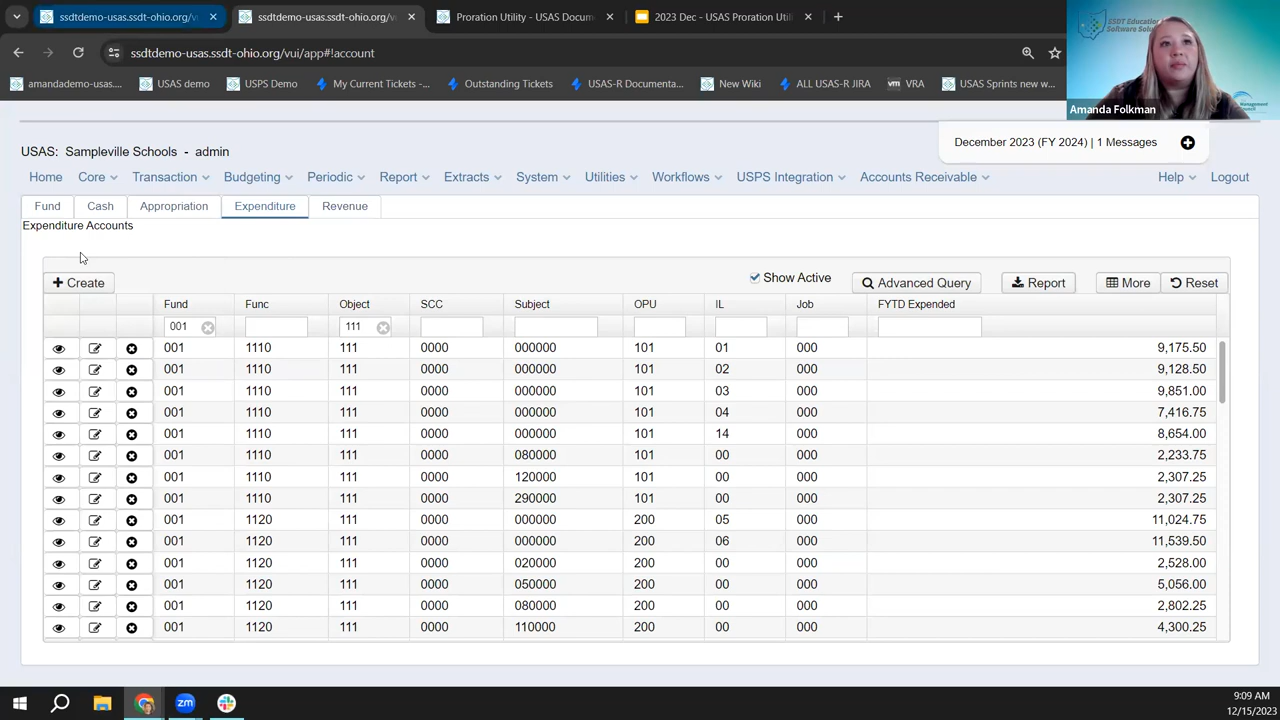 ssdtdemo-usas.ssdt-ohio.org/v
ssdtdemo-usas.ssdt-ohio.org/v
Proration Utility - USAS Docum
2023 Dec - USAS Proration Util
ssdtdemo-usas.ssdt-ohio.org/vui/app#!account
amandademo-usas....
USAS demo
USPS Demo
My Current Tickets -...
Outstanding Tickets
USAS-R Documenta...
New Wiki
ALL USAS-R JIRA
vm VRA
USAS Sprints new w...
SSDT Education
Amanda Folkman
Management
December 2023 (FY 2024) | 1 Messages
USAS: Sampleville Schools - admin
Home Core Transaction Budgeting Periodic Report Extracts System Utilities Workflows USPS Integration Accounts Receivable Help Logout
Fund Cash Appropriation Expenditure Revenue
Expenditure Accounts
Create
Show Active
Advanced Query
Report
More
Reset
Fund Func Object SCC Subject OPU IL Job FYTD Expended
001 111
001 1110 111 0000 000000 101 01 000 9,175.50
001 1110 111 0000 000000 101 02 000 9,128.50
001 1110 111 0000 000000 101 03 000 9,851.00
001 1110 111 0000 000000 101 04 000 7,416.75
001 1110 111 0000 000000 101 14 000 8,654.00
001 1110 111 0000 080000 101 00 000 2,233.75
001 1110 111 0000 120000 101 00 000 2,307.25
001 1110 111 0000 290000 101 00 000 2,307.25
001 1120 111 0000 000000 200 05 000 11,024.75
001 1120 111 0000 000000 200 06 000 11,539.50
001 1120 111 0000 020000 200 00 000 2,528.00
001 1120 111 0000 050000 200 00 000 5,056.00
001 1120 111 0000 080000 200 00 000 2,802.25
001 1120 111 0000 110000 200 00 000 4,300.25
zm
9:09 AM
12/15/2023